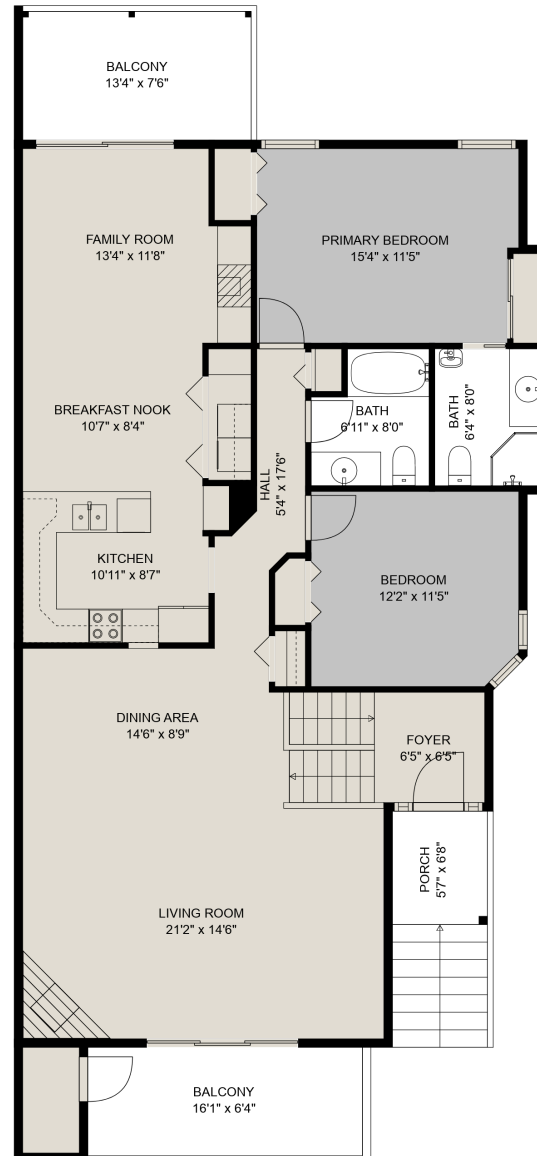 BALCONY
13'4" x 7'6"
FAMILY ROOM
13'4" x 11'8"
PRIMARY BEDROOM
15'4" x 11'5"
BREAKFAST NOOK
10'7" x 8'4"
HALL
5'4" x 17'6"
BATH
6'11" x 8'0"
BATH
6'4" x 8'0"
KITCHEN
10'11" x 8'7"
BEDROOM
12'2" x 11'5"
DINING AREA
14'6" x 8'9"
FOYER
6'5" x 6'5"
PORCH
5'7" x 6'8"
LIVING ROOM
21'2" x 14'6"
BALCONY
16'1" x 6'4"